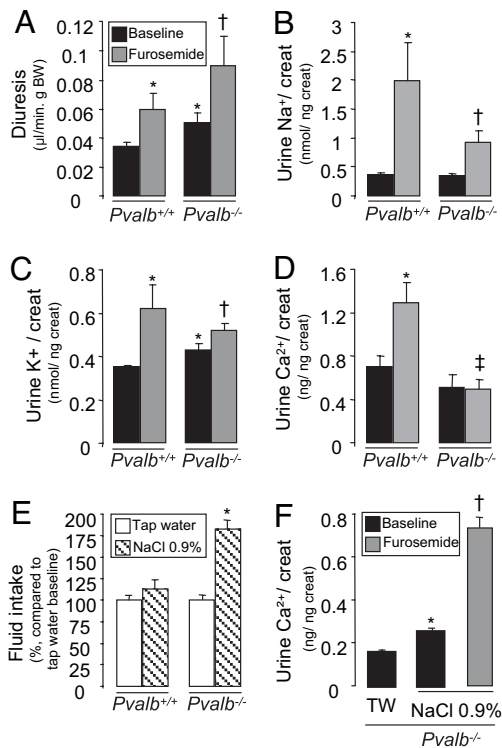 A
Diuresis
(μl/min. g BW)
0.12
0.1
0.08
0.06
0.04
0.02
0
Baseline
Furosemide
*
*
†
Pvalb+/+
Pvalb-/-
B
Urine Na+/ creat
(nmol/ ng creat)
3
2
1
0.5
0
*
†
Pvalb+/+
Pvalb-/-
C
Urine K+ / creat
(nmol/ ng creat)
0.8
0.6
0.4
0.2
0
*
*
†
Pvalb+/+
Pvalb-/-
D
Urine Ca2+/ creat
(ng/ ng creat)
1.6
1.2
0.8
0.4
0
*
‡
Pvalb+/+
Pvalb-/-
E
Fluid intake
(%, compared to
tap water baseline)
200
175
150
125
100
75
50
25
0
Tap water
NaCl 0.9%
*
Pvalb+/+
Pvalb-/-
F
Urine Ca2+/ creat
(ng/ ng creat)
0.8
0.6
0.4
0.2
0
Baseline
Furosemide
*
†
TW
NaCl 0.9%
Pvalb-/-